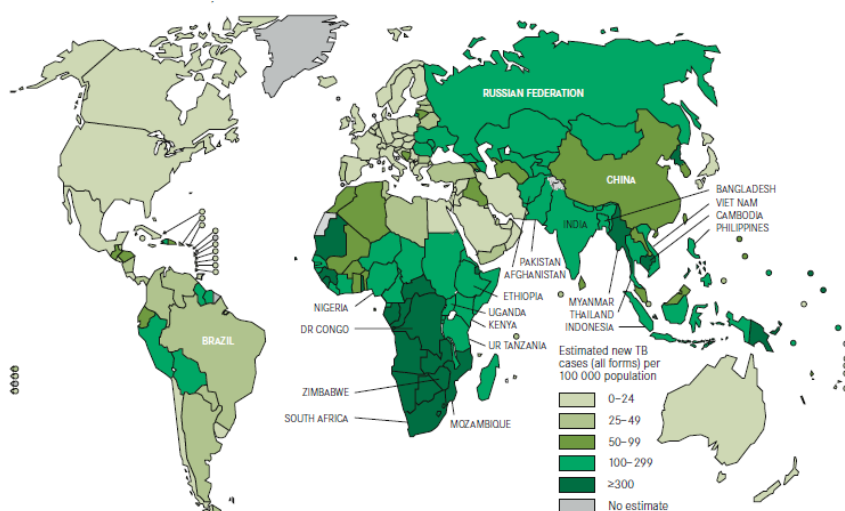 RUSSIAN FEDERATION
CHINA
BANGLADESH
VIET NAM
CAMBODIA
PHILIPPINES
INDIA
PAKISTAN
AFGHANISTAN
MYANMAR
THAILAND
INDONESIA
NIGERIA
ETHIOPIA
UGANDA
KENYA
DR CONGO
UR TANZANIA
BRAZIL
ZIMBABWE
SOUTH AFRICA
MOZAMBIQUE
Estimated new TB
cases (all forms) per
100 000 population
0–24
25–49
50–99
100–299
≥300
No estimate